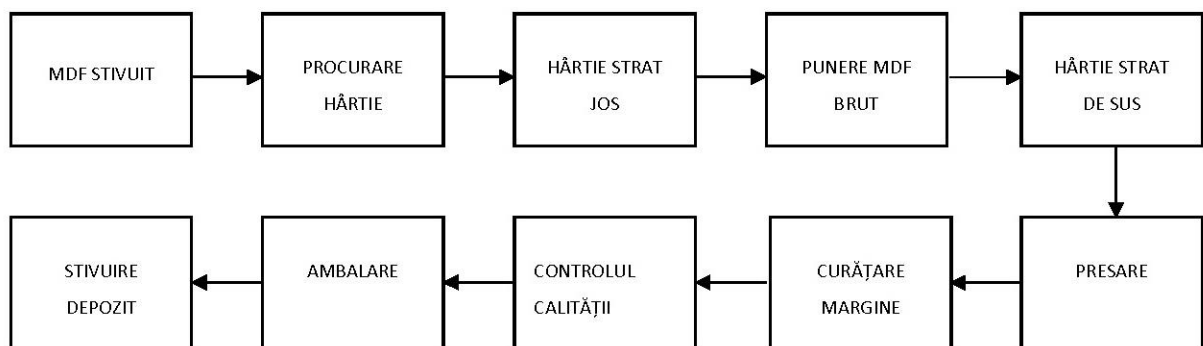 MDF STIVUIT
PROCURARE
HÂRTIE
HÂRTIE STRAT
JOS
PUNERE MDF
BRUT
HÂRTIE STRAT
DE SUS
PRESARE
CURĂȚARE
MARGINE
CONTROLUL
CALITĂȚII
AMBALARE
STIVUIRE
DEPOZIT